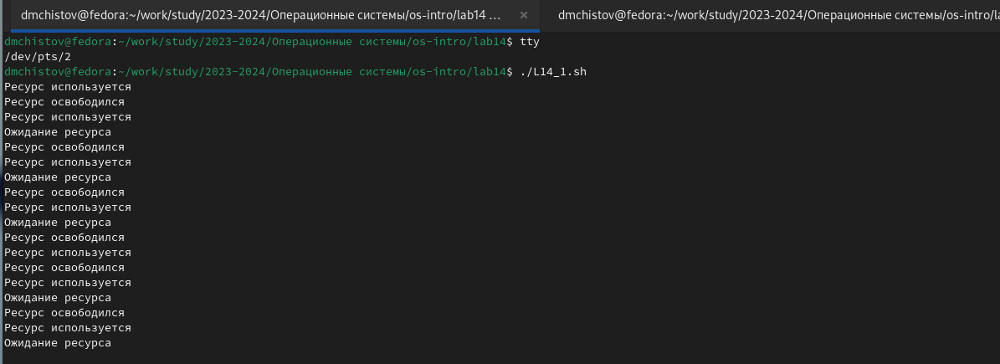 dmchistov@fedora:~/work/study/2023-2024/Операционные системы/os-intro/lab14 ... ×
dmchistov@fedora:~/work/study/2023-2024/Операционные системы/os-intro/la
dmchistov@fedora:~/work/study/2023-2024/Операционные системы/os-intro/lab14$ tty
/dev/pts/2
dmchistov@fedora:~/work/study/2023-2024/Операционные системы/os-intro/lab14$ ./L14_1.sh
Ресурс используется
Ресурс освободился
Ресурс используется
Ожидание ресурса
Ресурс освободился
Ресурс используется
Ожидание ресурса
Ресурс освободился
Ресурс используется
Ожидание ресурса
Ресурс освободился
Ресурс используется
Ресурс освободился
Ресурс используется
Ожидание ресурса
Ресурс освободился
Ресурс используется
Ожидание ресурса